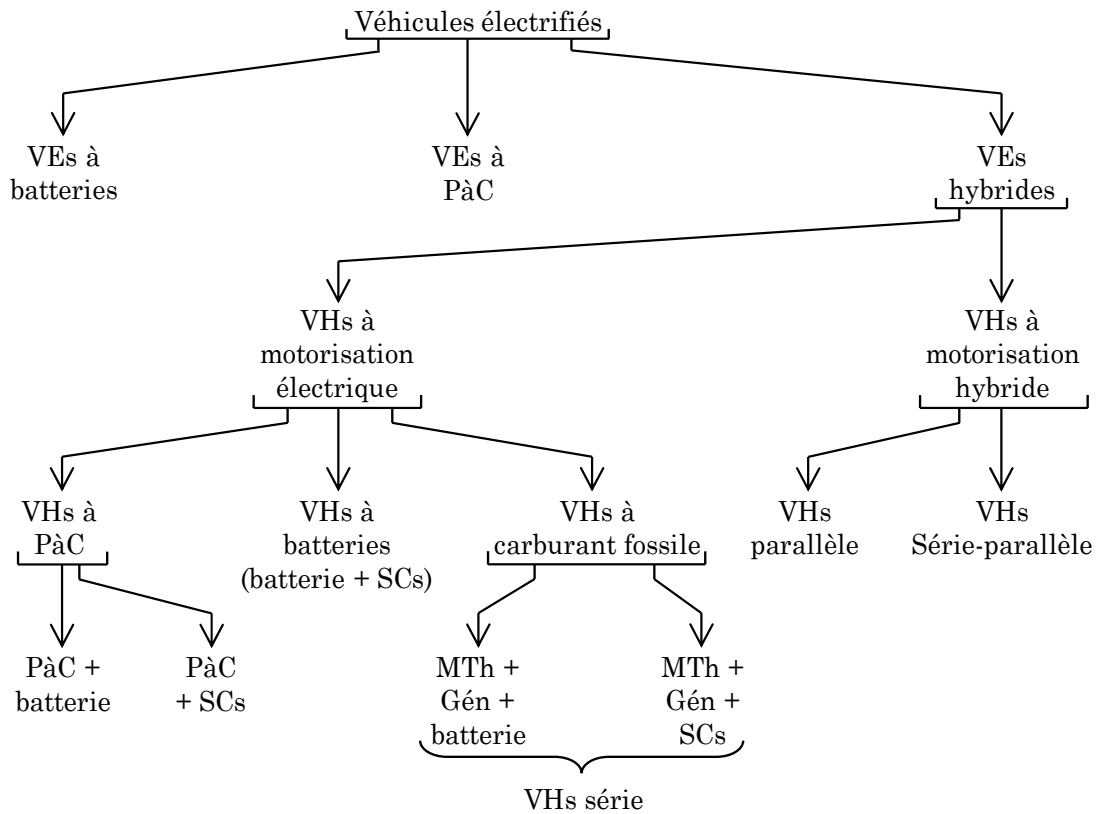 Véhicules électrifiés
VEs à
batteries
VEs à
PàC
VEs
hybrides
VHs à
motorisation
électrique
VHs à
motorisation
hybride
VHs à
PàC
VHs à
batteries
(batterie + SCs)
VHs à
carburant fossile
VHs
parallèle
VHs
Série-parallèle
PàC +
batterie
PàC
+ SCs
MTh +
Gén +
batterie
MTh +
Gén +
SCs
VHs série